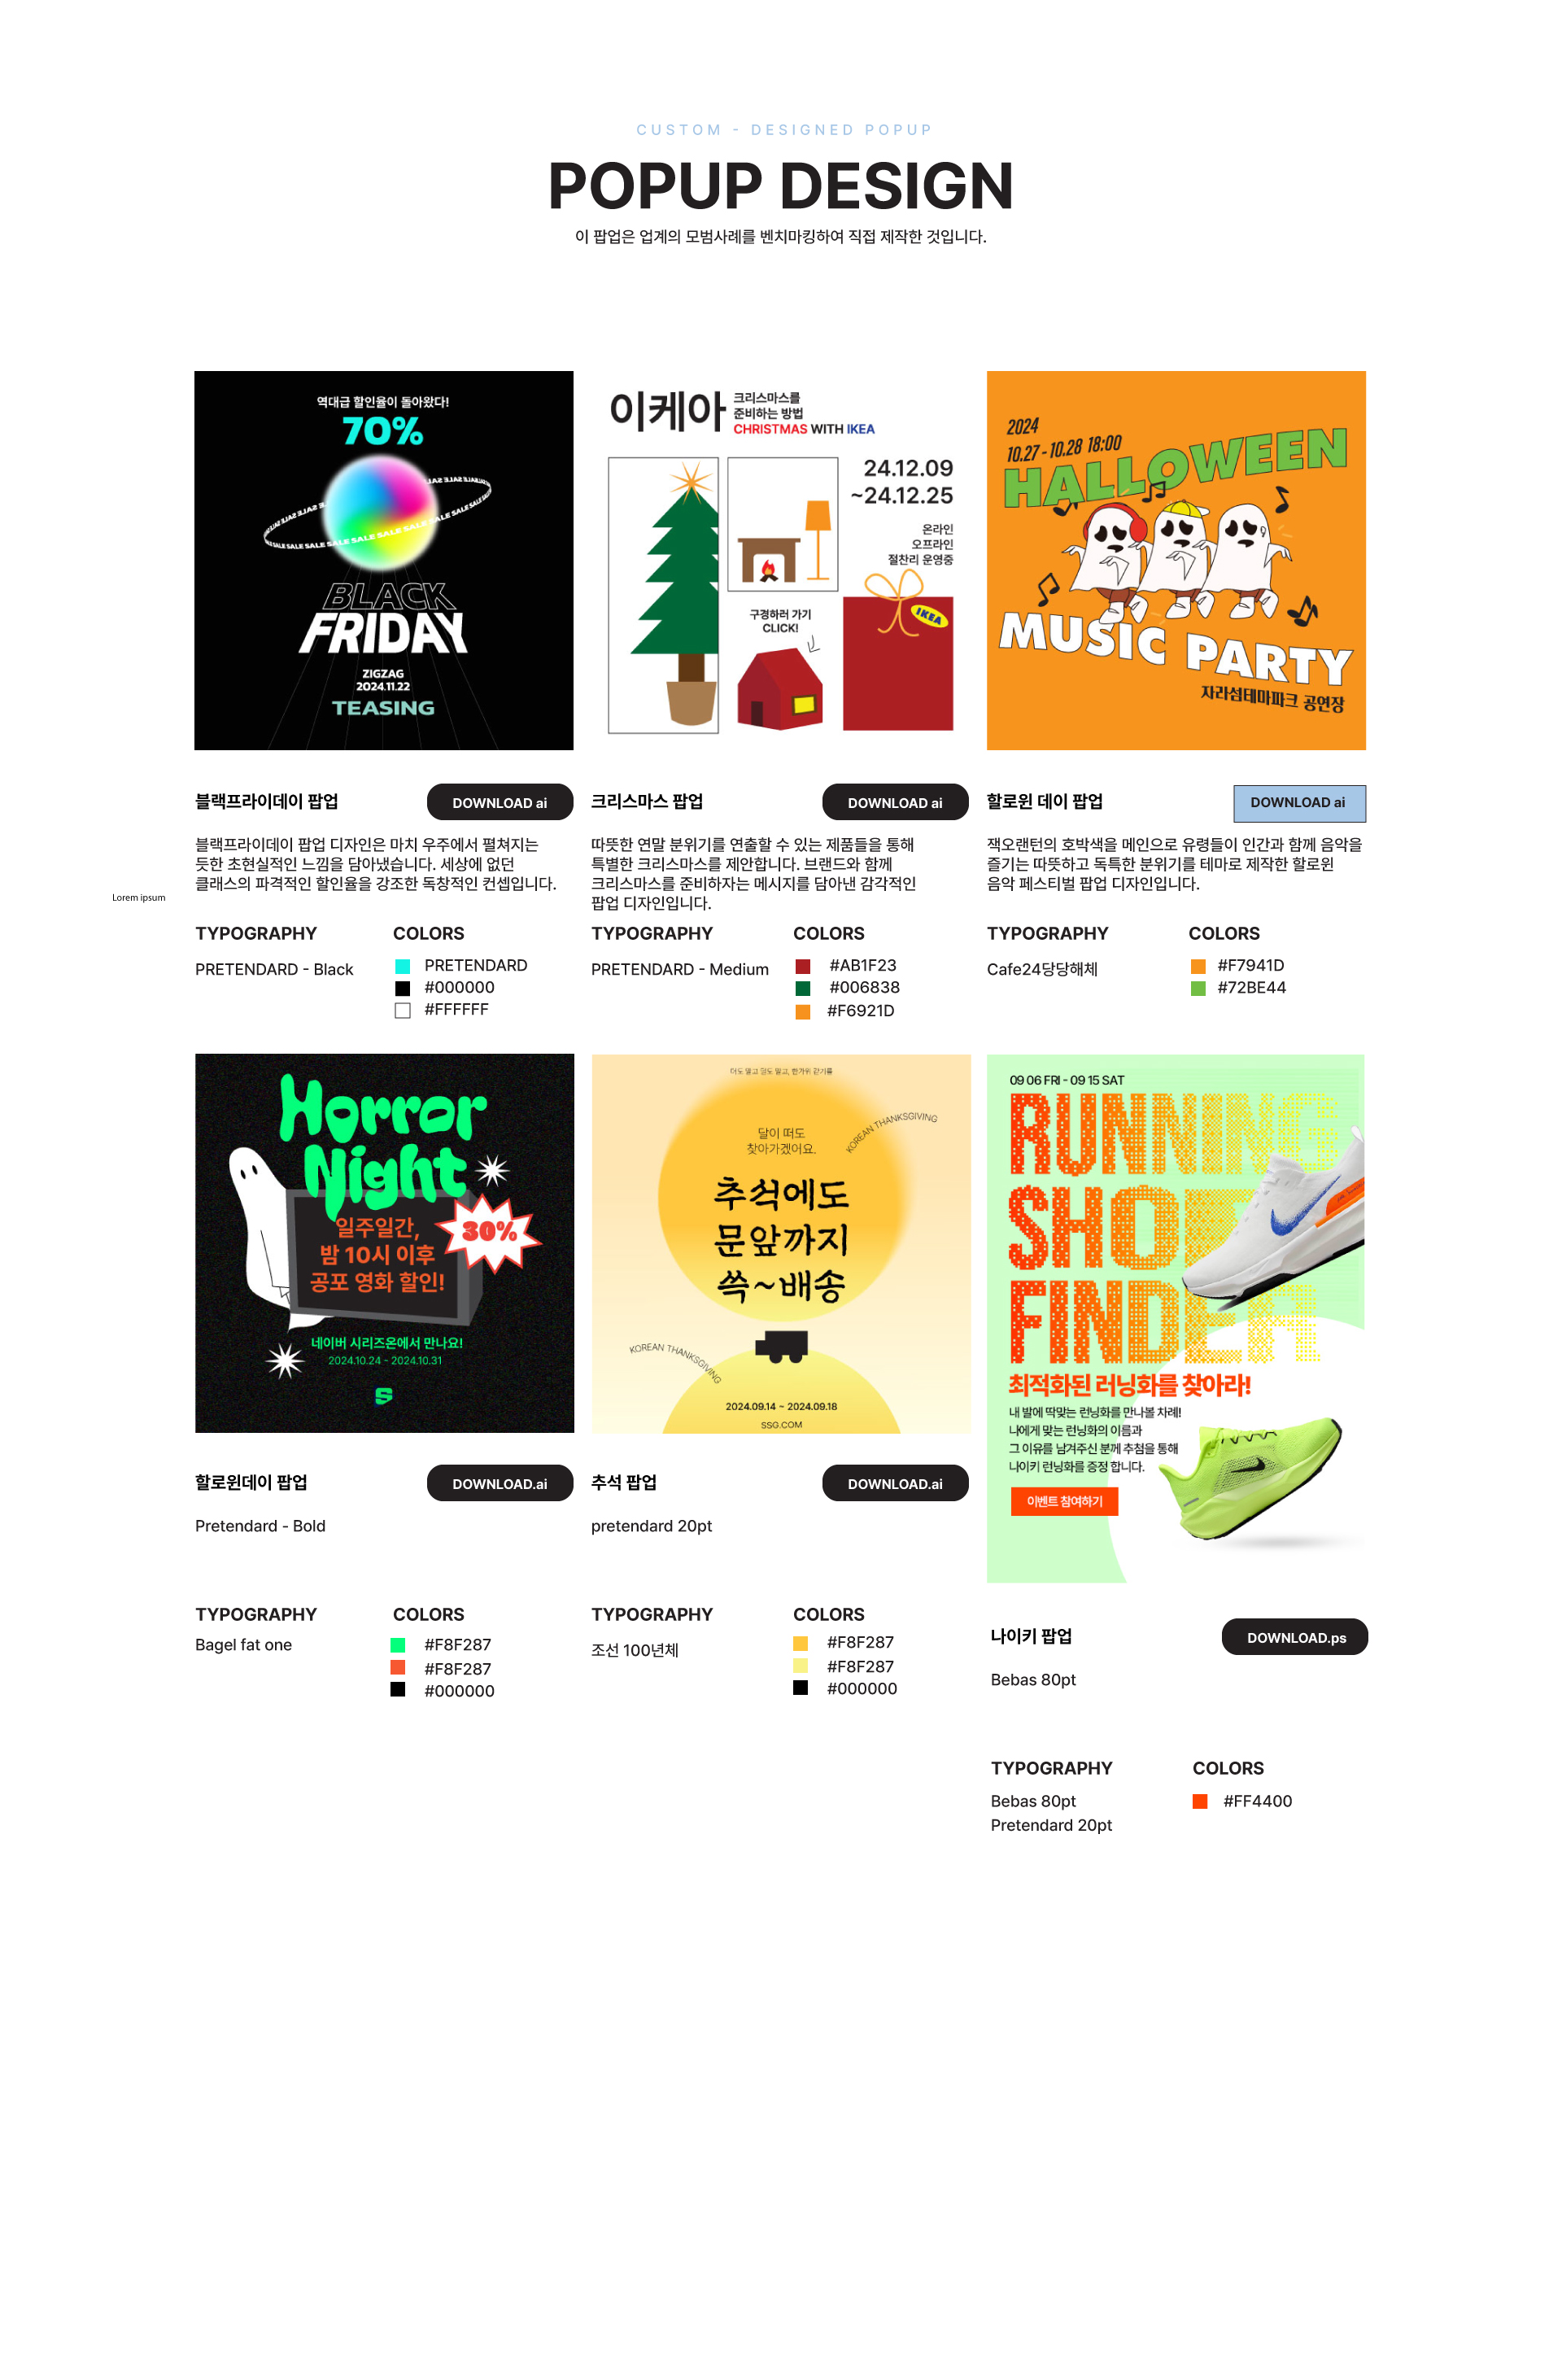 CUSTOM - DESIGNED POPUP
POPUP DESIGN
이 팝업은 업계의 모범사례를 벤치마킹하여 직접 제작한 것입니다.
역대급 할인율이 돌아왔다!
70%
SALE SALE SALE SALE SALE SALE SALE SALE
BLACK
FRIDAY
ZIGZAG
2024.11.22
TEASING
이케아
크리스마스를
준비하는 방법
CHRISTMAS WITH IKEA
24.12.09
~24.12.25
온라인
오프라인
절찬리 운영중
구경하러 가기
CLICK!
IKEA
2024
10.27 - 10.28 18:00
HALLOWEEN
MUSIC PARTY
자라섬테마파크 공연장
블랙프라이데이 팝업
DOWNLOAD ai
블랙프라이데이 팝업 디자인은 마치 우주에서 펼쳐지는
듯한 초현실적인 느낌을 담아냈습니다. 세상에 없던
클래스의 파격적인 할인율을 강조한 독창적인 컨셉입니다.
Lorem ipsum
TYPOGRAPHY
PRETENDARD - Black
COLORS
PRETENDARD
#000000
#FFFFFF
크리스마스 팝업
DOWNLOAD ai
따뜻한 연말 분위기를 연출할 수 있는 제품들을 통해
특별한 크리스마스를 제안합니다. 브랜드와 함께
크리스마스를 준비하자는 메시지를 담아낸 감각적인
팝업 디자인입니다.
TYPOGRAPHY
PRETENDARD - Medium
COLORS
#AB1F23
#006838
#F6921D
할로윈 데이 팝업
DOWNLOAD ai
잭오랜턴의 호박색을 메인으로 유령들이 인간과 함께 음악을
즐기는 따뜻하고 독특한 분위기를 테마로 제작한 할로윈
음악 페스티벌 팝업 디자인입니다.
TYPOGRAPHY
Cafe24당당해체
COLORS
#F7941D
#72BE44
Horror
Night
일주일간,
밤 10시 이후
공포 영화 할인!
30%
네이버 시리즈온에서 만나요!
2024.10.24 - 2024.10.31
더도 말고 덜도 말고, 한가위 같기를
달이 떠도
찾아가겠어요.
KOREAN THANKSGIVING
추석에도
문앞까지
쓱~배송
KOREAN THANKSGIVING
2024.09.14 ~ 2024.09.18
SSG.COM
09 06 FRI - 09 15 SAT
RUNNING
SHOE
FINDER
최적화된 러닝화를 찾아라!
내 발에 딱맞는 런닝화를 만나볼 차례!
나에게 맞는 런닝화의 이름과
그 이유를 남겨주신 분께 추첨을 통해
나이키 런닝화를 증정 합니다.
이벤트 참여하기
할로윈데이 팝업
DOWNLOAD.ai
Pretendard - Bold
TYPOGRAPHY
Bagel fat one
COLORS
#F8F287
#F8F287
#000000
추석 팝업
DOWNLOAD.ai
pretendard 20pt
TYPOGRAPHY
조선 100년체
COLORS
#F8F287
#F8F287
#000000
나이키 팝업
DOWNLOAD.ps
Bebas 80pt
TYPOGRAPHY
Bebas 80pt
Pretendard 20pt
COLORS
#FF4400